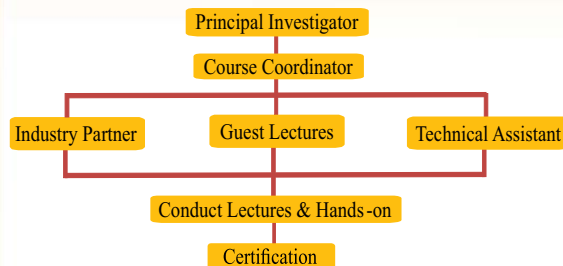 Principal Investigator
Course Coordinator
Industry Partner
Guest Lectures
Technical Assistant
Conduct Lectures & Hands-on
Certification